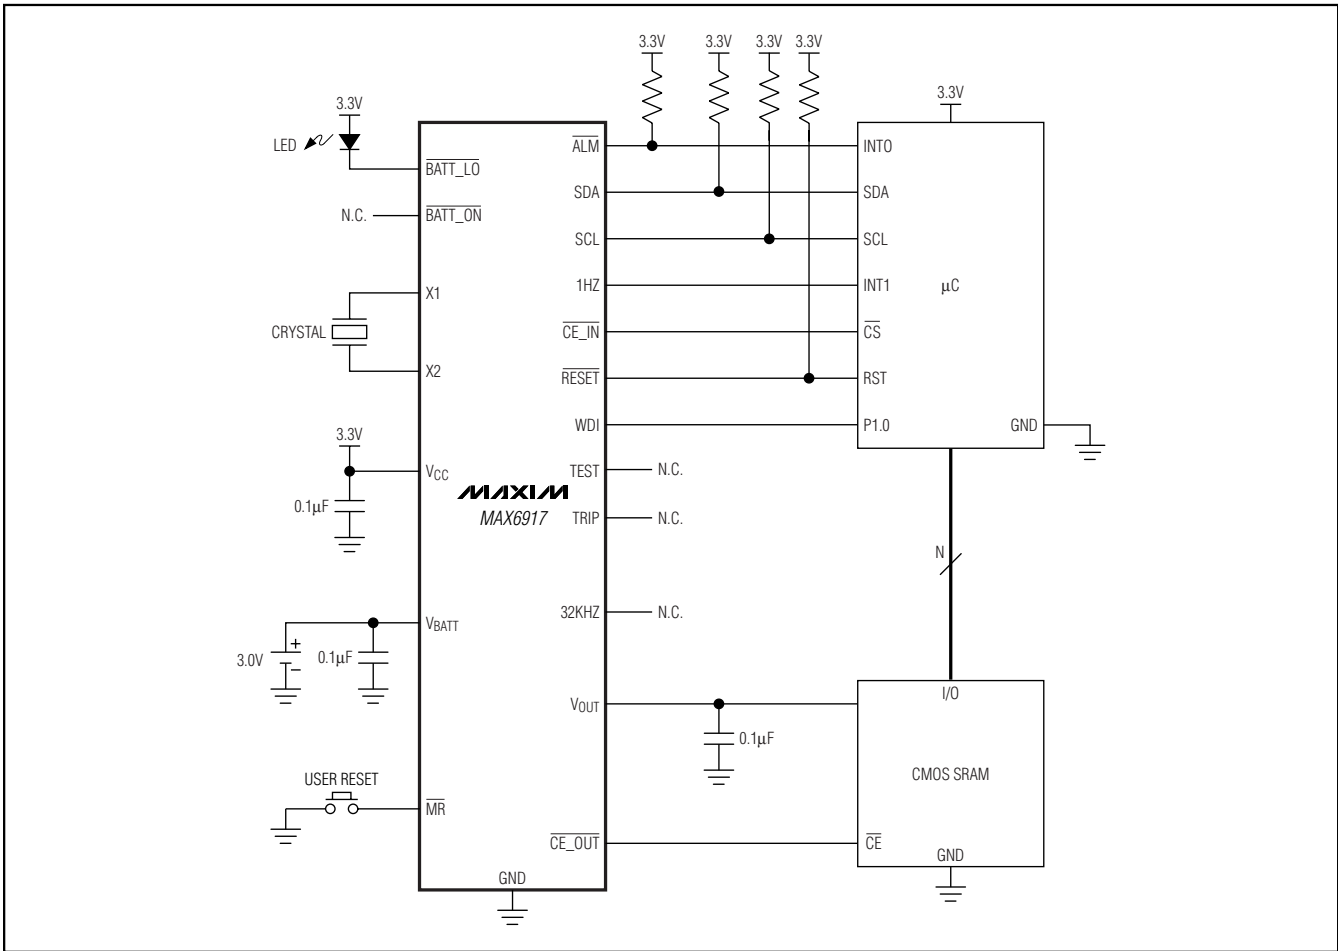 3.3V 3.3V 3.3V 3.3V
3.3V
3.3V
LED
BATT_LO
N.C.
BATT_ON
X1
CRYSTAL
X2
3.3V
VCC
0.1μF
VBATT
3.0V
+
−
0.1μF
USER RESET
MR
GND
MAXIM
MAX6917
ALM
SDA
SCL
1HZ
CE_IN
RESET
WDI
TEST
N.C.
TRIP
N.C.
32KHZ
N.C.
VOUT
0.1μF
CE_OUT
INT0
SDA
SCL
INT1
μC
CS
RST
P1.0
GND
N
I/O
CMOS SRAM
CE
GND